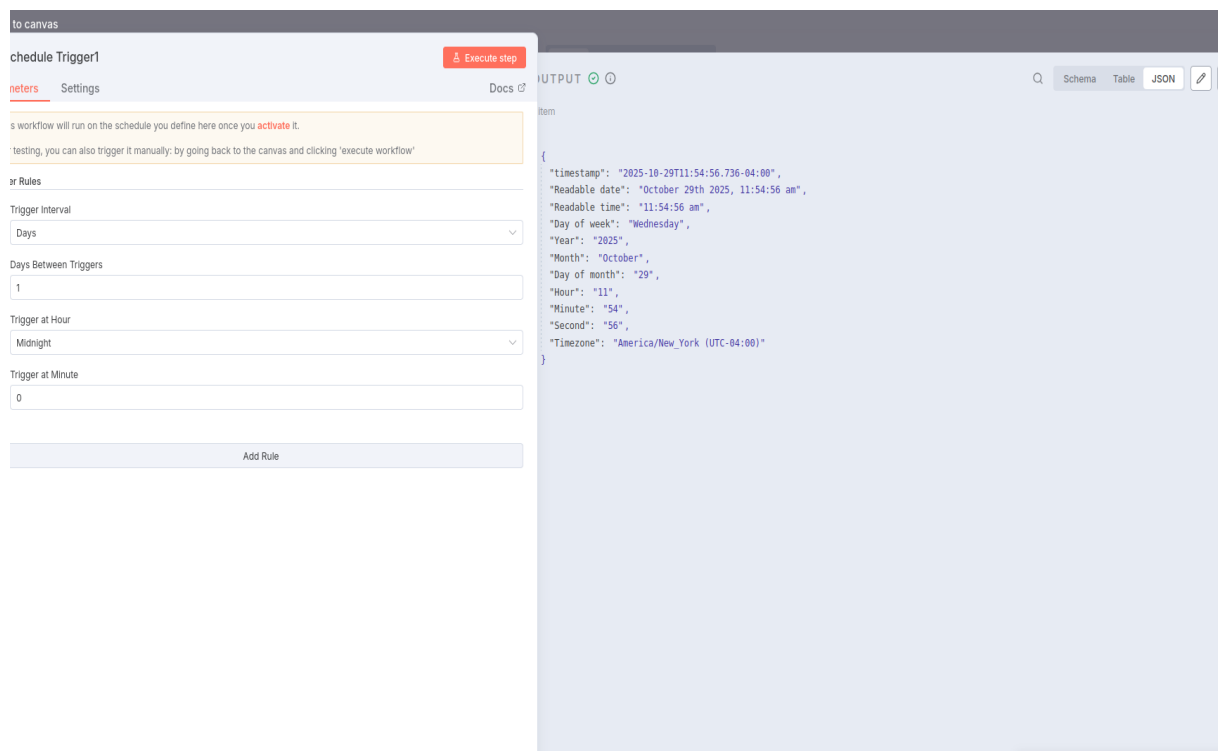 to canvas
chedule Trigger1
Execute step
meters Settings Docs
s workflow will run on the schedule you define here once you activate it.
testing, you can also trigger it manually: by going back to the canvas and clicking 'execute workflow'
er Rules
Trigger Interval
Days
Days Between Triggers
1
Trigger at Hour
Midnight
Trigger at Minute
0
Add Rule
OUTPUT
Schema Table JSON
item
{
"timestamp": "2025-10-29T11:54:56.736-04:00",
"Readable date": "October 29th 2025, 11:54:56 am",
"Readable time": "11:54:56 am",
"Day of week": "Wednesday",
"Year": "2025",
"Month": "October",
"Day of month": "29",
"Hour": "11",
"Minute": "54",
"Second": "56",
"Timezone": "America/New_York (UTC-04:00)"
}